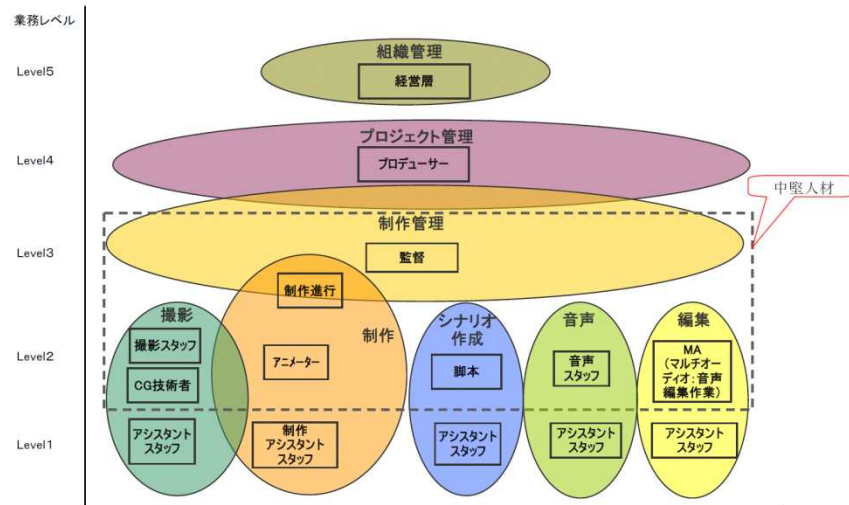 業務レベル
組織管理
Level5
経営層
プロジェクト管理
Level4
プロデューサー
中堅人材
制作管理
Level3
監督
制作進行
撮影
制作
シナリオ
作成
音声
編集
Level2
撮影スタッフ
CG技術者
アニメーター
脚本
音声
スタッフ
MA
(マルチオー
ディオ:音声
編集作業)
Level1
アシスタント
スタッフ
制作
アシスタント
スタッフ
アシスタント
スタッフ
アシスタント
スタッフ
アシスタント
スタッフ